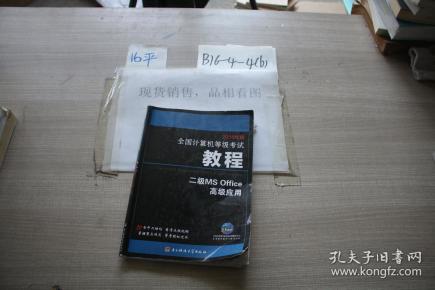 16平
B16-4-4(b)
现货销售，品相看图
全国计算机等级考试
教程
二级MS Office
高级应用
孔夫子旧书网
www.kongfz.com